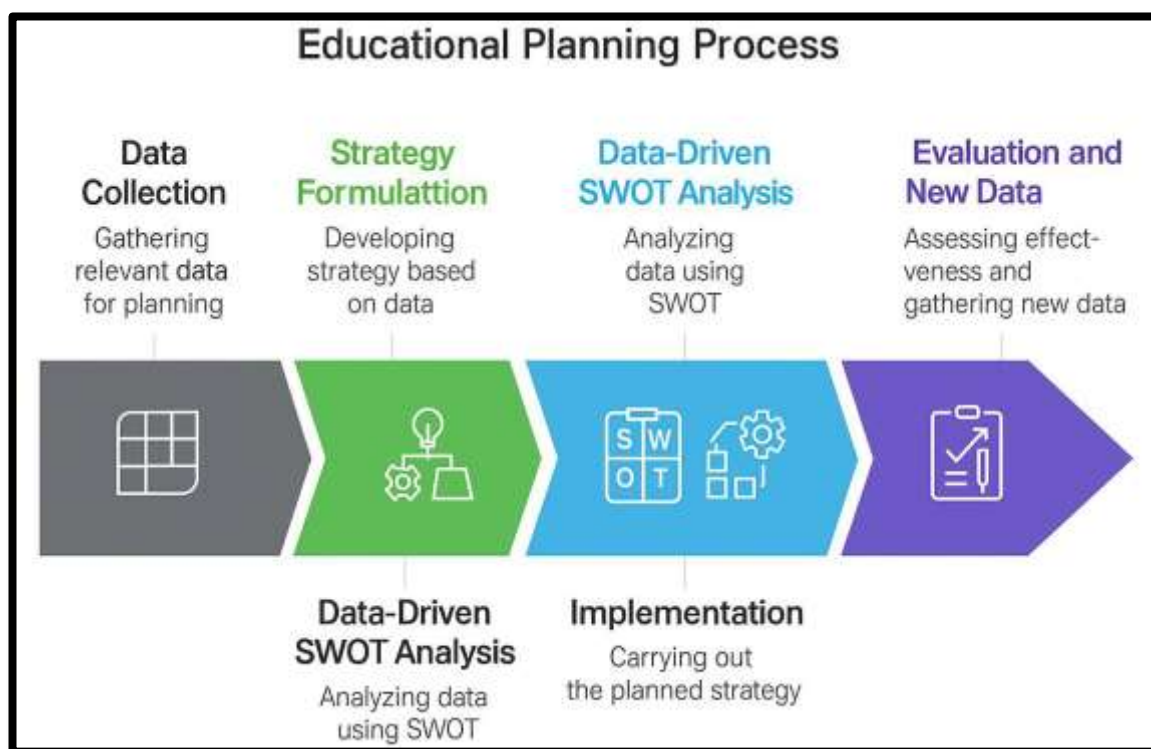 Educational Planning Process
Data
Collection
Gathering
relevant data
for planning
Strategy
Formulattion
Developing
strategy based
on data
Data-Driven
SWOT Analysis
Analyzing
data using
SWOT
Evaluation and
New Data
Assessing effect-
veness and
gathering new data
S W
O T
Data-Driven
SWOT Analysis
Analyzing data
using SWOT
Implementation
Carrying out
the planned strategy